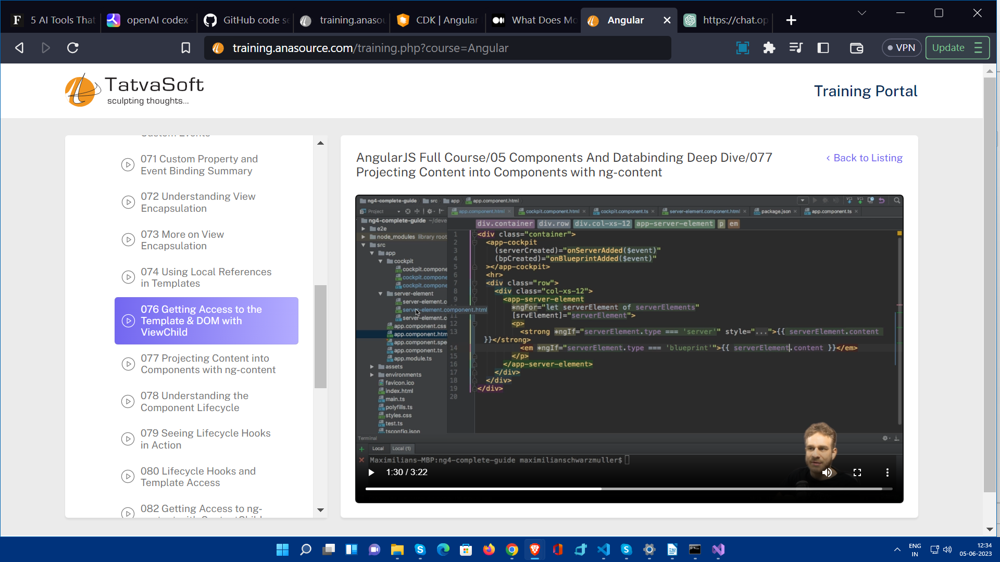 5 AI Tools That
openAI codex
GitHub code se
training.anasou
CDK | Angular
What Does Mo
Angular
https://chat.op
training.anasource.com/training.php?course=Angular
VPN
Update
TatvaSoft
sculpting thoughts...
Training Portal
071 Custom Property and
Event Binding Summary
072 Understanding View
Encapsulation
073 More on View
Encapsulation
074 Using Local References
in Templates
076 Getting Access to the
Template & DOM with
ViewChild
077 Projecting Content into
Components with ng-content
078 Understanding the
Component Lifecycle
079 Seeing Lifecycle Hooks
in Action
080 Lifecycle Hooks and
Template Access
082 Getting Access to ng-
AngularJS Full Course/05 Components And Databinding Deep Dive/077
Projecting Content into Components with ng-content
‹ Back to Listing
ng4-complete-guide src app app.component.html
Project
app.component.html cockpit.component.html cockpit.component.ts server-element.component.html package.json app.component.ts
ng4-complete-guide ~/deve
e2e
node_modules library root
src
app
cockpit
cockpit.compone
cockpit.compone
cockpit.compone
server-element
server-element.c
server-element.component.html
server-element.c
app.component.css
app.component.htm
app.component.spe
app.component.ts
app.module.ts
assets
environments
favicon.ico
index.html
main.ts
polyfills.ts
styles.css
test.ts
tsconfig.json
div.container div.row div.col-xs-12 app-server-element p em
1 <div class="container">
2 <app-cockpit
3 (serverCreated)="onServerAdded($event)"
4 (bpCreated)="onBlueprintAdded($event)"
5 ></app-cockpit>
6 <hr>
7 <div class="row">
8 <div class="col-xs-12">
9 <app-server-element
*ngFor="let serverElement of serverElements"
11 [srvElement]="serverElement">
12 <p>
13 <strong *ngIf="serverElement.type === 'server'" style="...">{{ serverElement.content
}}</strong>
14 <em *ngIf="serverElement.type === 'blueprint'">{{ serverElement.content }}</em>
15 </p>
16 </app-server-element>
17 </div>
18 </div>
19 </div>
20
Terminal
Local Local (1)
Maximilians-MBP:ng4-complete-guide maximilianschwarzmuller$
1:30 / 3:22
ENG
IN
12:34
05-06-2023